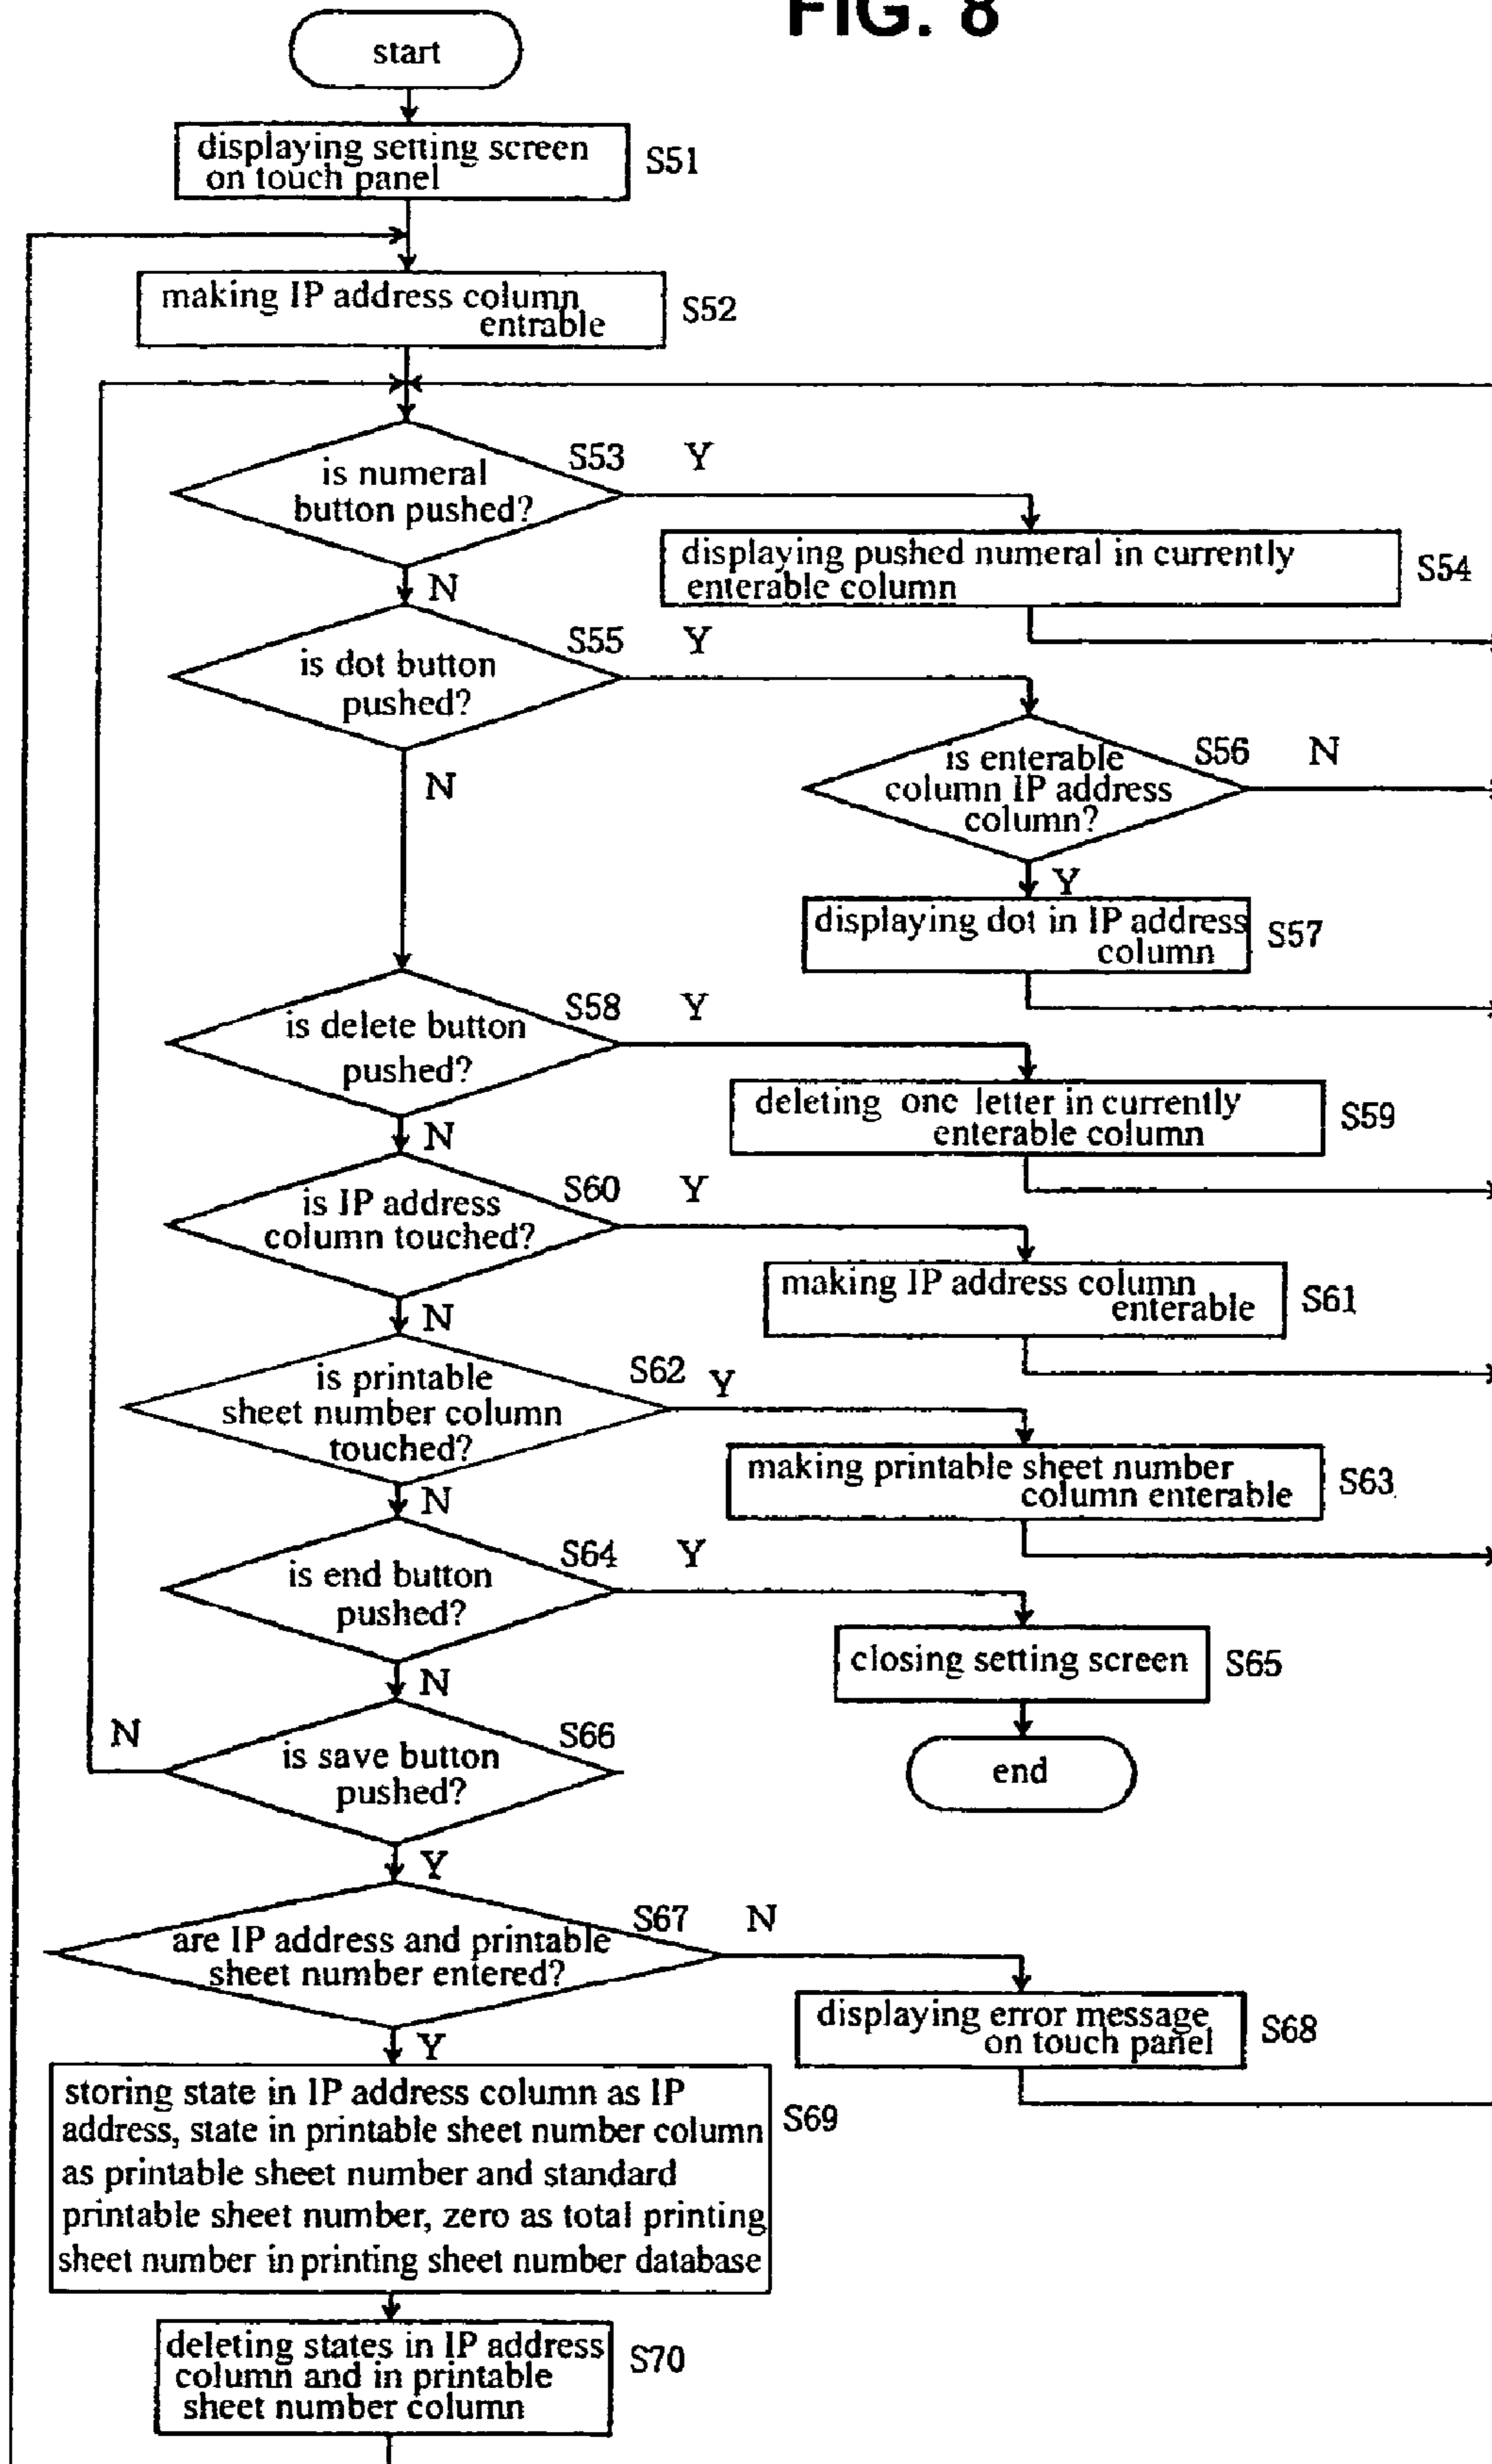 FIG. 8
start
displaying setting screen
on touch panel
S51
making IP address column
entrable
S52
is numeral
button pushed?
S53
Y
N
displaying pushed numeral in currently
enterable column
S54
is dot button
pushed?
S55
Y
N
is enterable
column IP address
column?
S56
N
Y
displaying dot in IP address
column
S57
is delete button
pushed?
S58
Y
N
deleting one letter in currently
enterable column
S59
is IP address
column touched?
S60
Y
N
making IP address column
enterable
S61
is printable
sheet number column
touched?
S62
Y
N
making printable sheet number
column enterable
S63
is end button
pushed?
S64
Y
N
closing setting screen
S65
end
is save button
pushed?
S66
N
Y
are IP address and printable
sheet number entered?
S67
N
Y
displaying error message
on touch panel
S68
storing state in IP address column as IP
address, state in printable sheet number column
as printable sheet number and standard
printable sheet number, zero as total printing
sheet number in printing sheet number database
S69
deleting states in IP address
column and in printable
sheet number column
S70